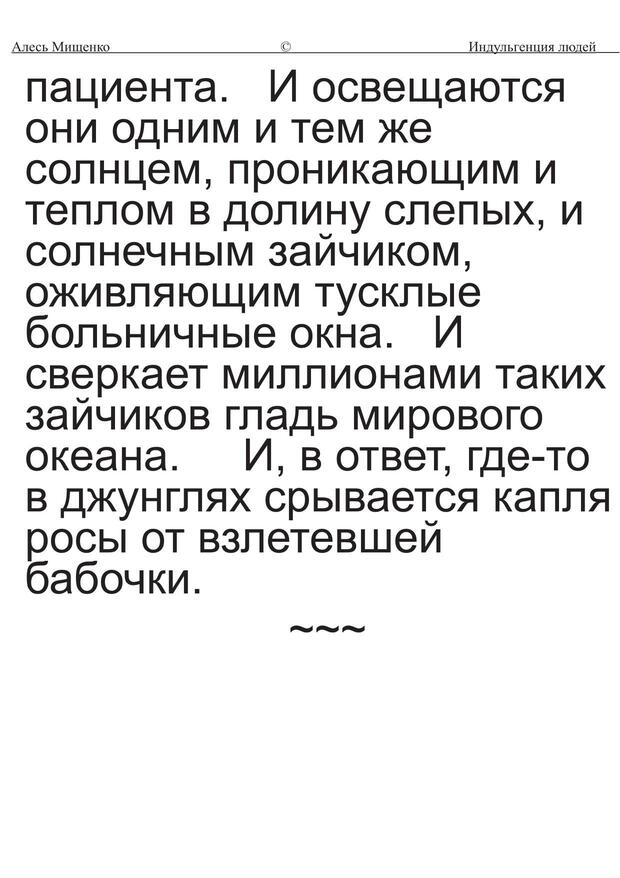 Алесь Мищенко © Индульгенция людей
пациента. И освещаются
они одним и тем же
солнцем, проникающим и
теплом в долину слепых, и
солнечным зайчиком,
оживляющим тусклые
больничные окна. И
сверкает миллионами таких
зайчиков гладь мирового
океана. И, в ответ, где-то
в джунглях срывается капля
росы от взлетевшей
бабочки.
~~~